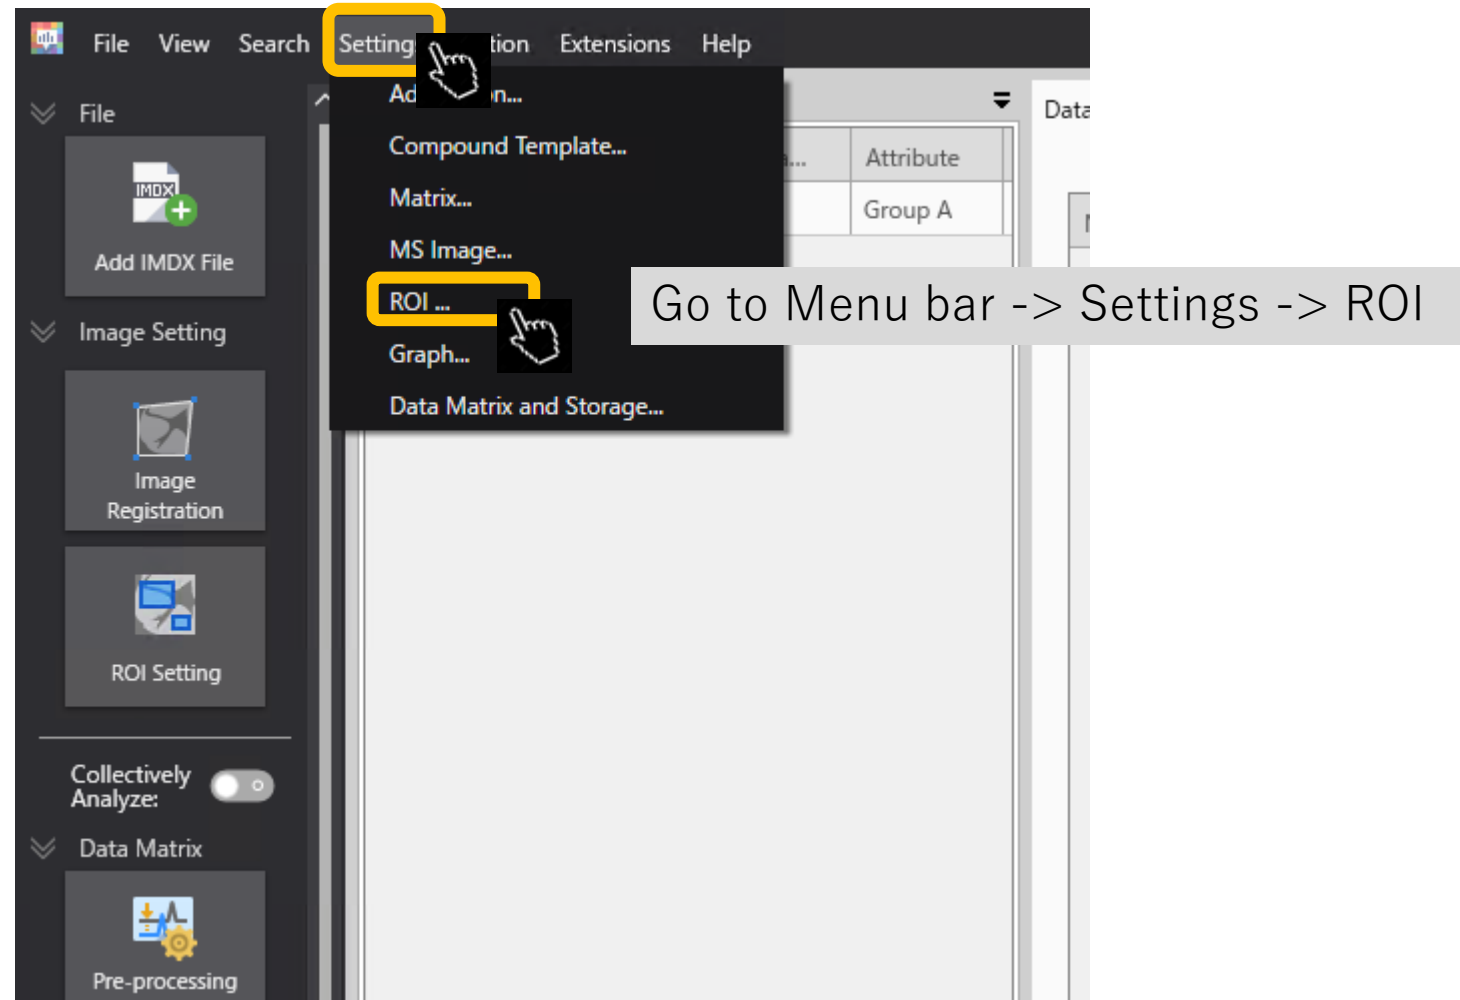 File View Search Settings Extensions Help
File
Data
Compound Template...
Attribute
Matrix...
Group A
IMDX
MS Image...
Add IMDX File
ROI ...
Go to Menu bar -> Settings -> ROI
Image Setting
Graph...
Data Matrix and Storage...
Image
Registration
ROI Setting
Collectively
Analyze:
Data Matrix
Pre-processing